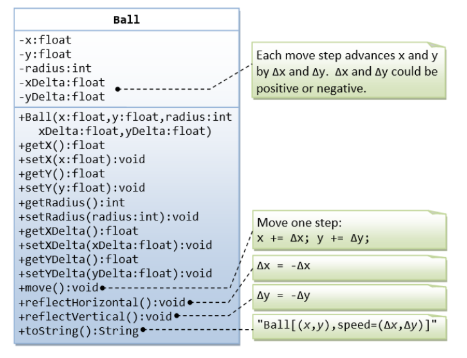 Ball
-x:float
-y:float
-radius:int
-xDelta:float
-yDelta:float
Each move step advances x and y
by Δx and Δy. Δx and Δy could be
positive or negative.
+Ball(x:float,y:float,radius:int
xDelta:float,yDelta:float)
+getX():float
+setX(x:float):void
+getY():float
+setY(y:float):void
+getRadius():int
+setRadius(radius:int):void
+getXDelta():float
+setXDelta(xDelta:float):void
+getYDelta():float
+setYDelta(yDelta:float):void
+move():void
+reflectHorizontal():void
+reflectVertical():void
+toString():String
Move one step:
x += Δx; y += Δy;
Δx = -Δx
Δy = -Δy
"Ball[(x,y),speed=(Δx,Δy)]"